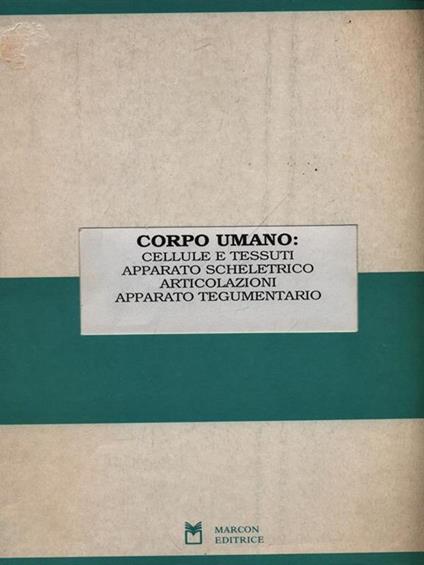 CORPO UMANO:
CELLULE E TESSUTI
APPARATO SCHELETRICO
ARTICOLAZIONI
APPARATO TEGUMENTARIO
MARCON
EDITRICE